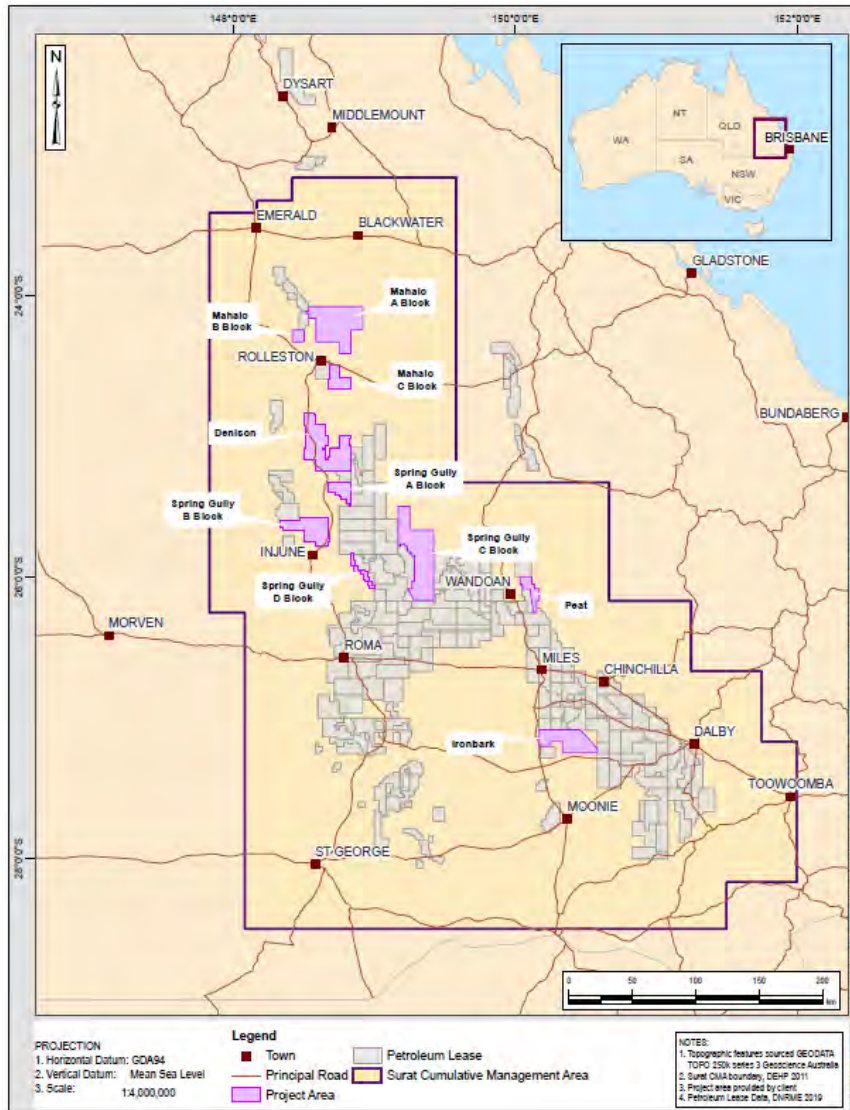 148°0'0"E
150°0'0"E
152°0'0"E
N
DYSART
MIDDLEMOUNT
NT
QLD
WA
SA
NSW
VIC
BRISBANE
EMERALD
BLACKWATER
GLADSTONE
24°0'0"S
Mahalo
A Block
Mahalo
B Block
ROLLESTON
Mahalo
C Block
BUNDABERG
Denison
Spring Gully
A Block
Spring Gully
B Block
Spring Gully
C Block
INJUNE
26°0'0"S
Spring Gully
D Block
WANDOAN
Peat
MORVEN
ROMA
MILES
CHINCHILLA
Ironbark
DALBY
TOOWOOMBA
MOONIE
28°0'0"S
ST GEORGE
0 25 50 75 100 125 150 175 200
km
PROJECTION
1. Horizontal Datum: GDA94
2. Vertical Datum: Mean Sea Level
3. Scale: 1:4,000,000
Legend
Town
Principal Road
Project Area
Petroleum Lease
Surat Cumulative Management Area
NOTES:
1. Topographic features sourced GEODATA
TOPO 250k series 3 Geoscience Australia
2. Surat CMA boundary, DEHP 2011
3. Project area provided by client
4. Petroleum Lease Data, DNRME 2019